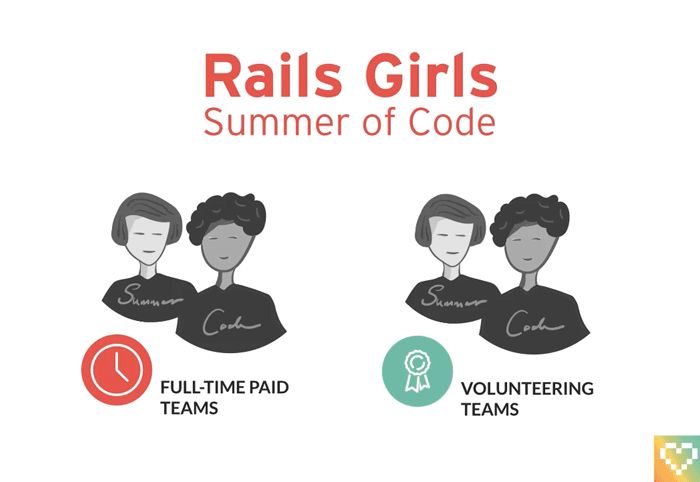 Rails Girls
Summer of Code
Summer
Code
Summer
Code
FULL-TIME PAID
TEAMS
VOLUNTEERING
TEAMS